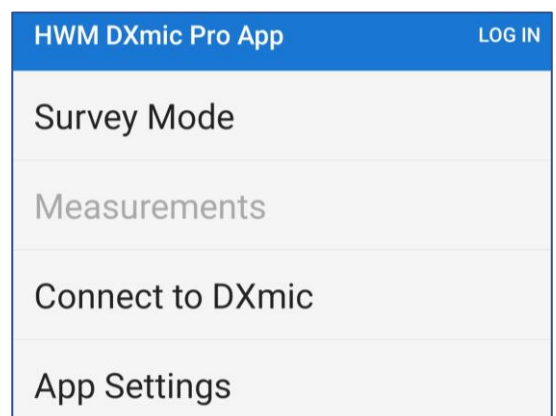 HWM DXmic Pro App LOG IN
Survey Mode
Measurements
Connect to DXmic
App Settings